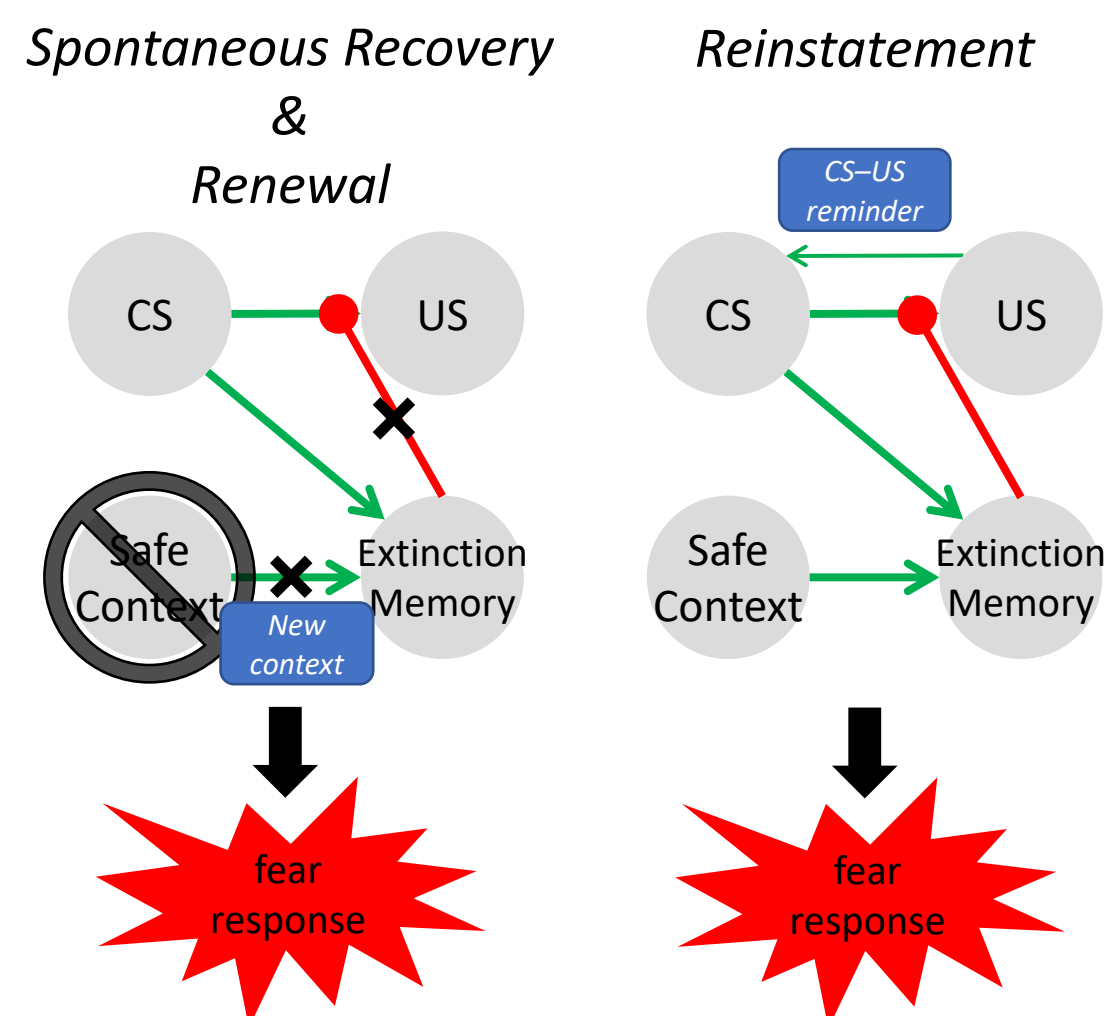 Spontaneous Recovery
&
Renewal
CS
US
Safe
Context
Extinction
Memory
New
context
fear
response
Reinstatement
CS–US
reminder
CS
US
Safe
Context
Extinction
Memory
fear
response